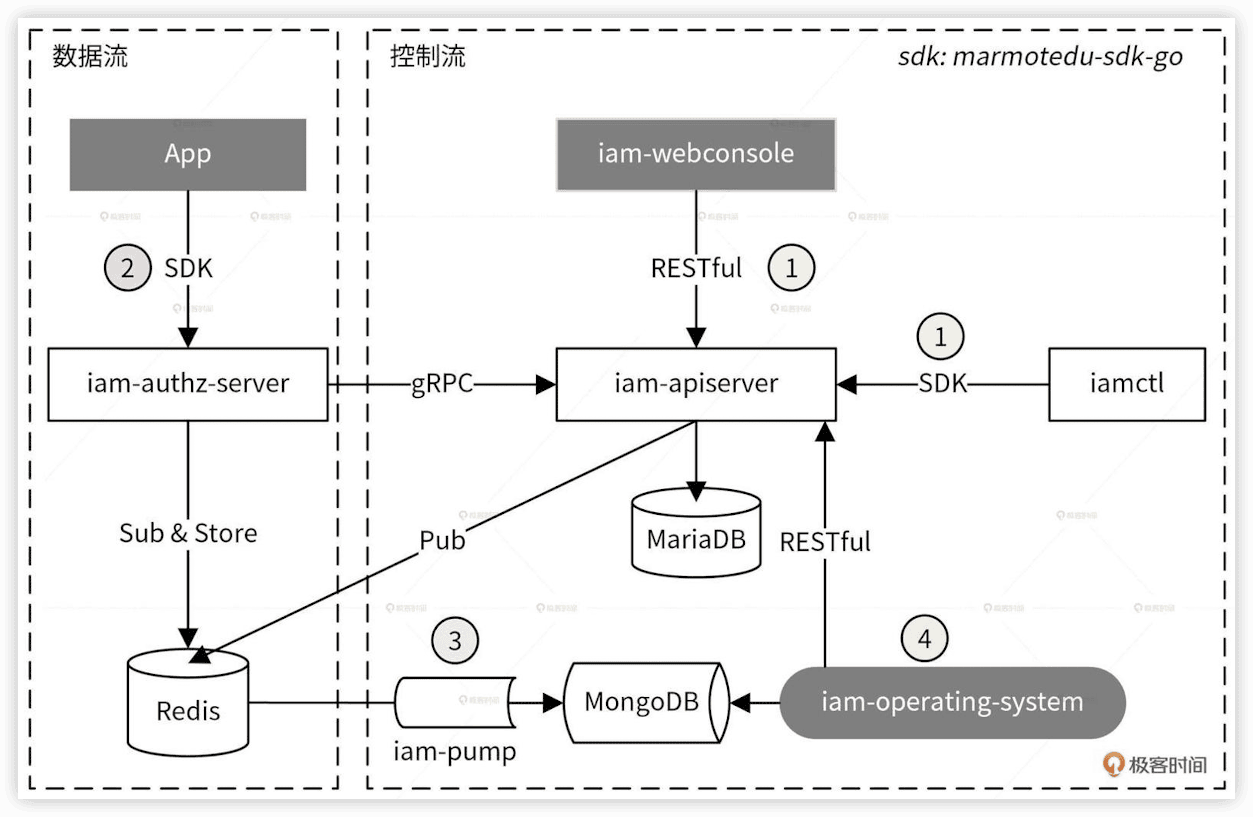 数据流
控制流
sdk: marmotedu-sdk-go
App
iam-webconsole
2
SDK
RESTful
1
1
iam-authz-server
gRPC
iam-apiserver
SDK
iamctl
Sub & Store
Pub
MariaDB
RESTful
3
4
Redis
iam-pump
MongoDB
iam-operating-system
极客时间